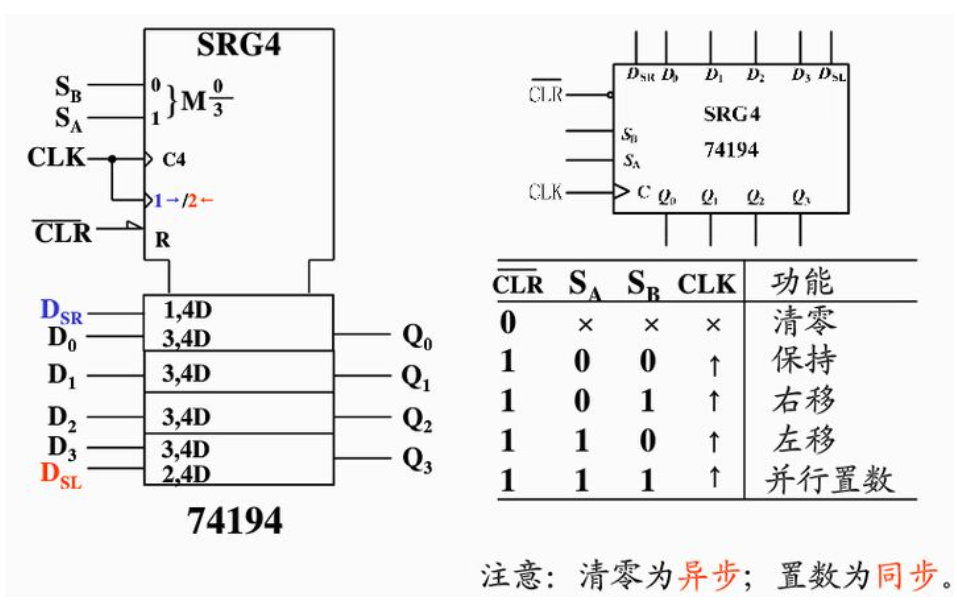 SRG4
S_B 0 } M 0/3
S_A 1
CLK C4
1→/2←
C̅L̅R̅ R
D_SR 1,4D
D_0 3,4D Q_0
D_1 3,4D Q_1
D_2 3,4D Q_2
D_3 3,4D Q_3
D_SL 2,4D
74194
D_SR D_0 D_1 D_2 D_3 D_SL
C̅L̅R̅
SRG4
S_B
74194
S_A
CLK C Q_0 Q_1 Q_2 Q_3
C̅L̅R̅ S_A S_B CLK 功能
0 × × × 清零
1 0 0 ↑ 保持
1 0 1 ↑ 右移
1 1 0 ↑ 左移
1 1 1 ↑ 并行置数
注意:清零为异步;置数为同步。